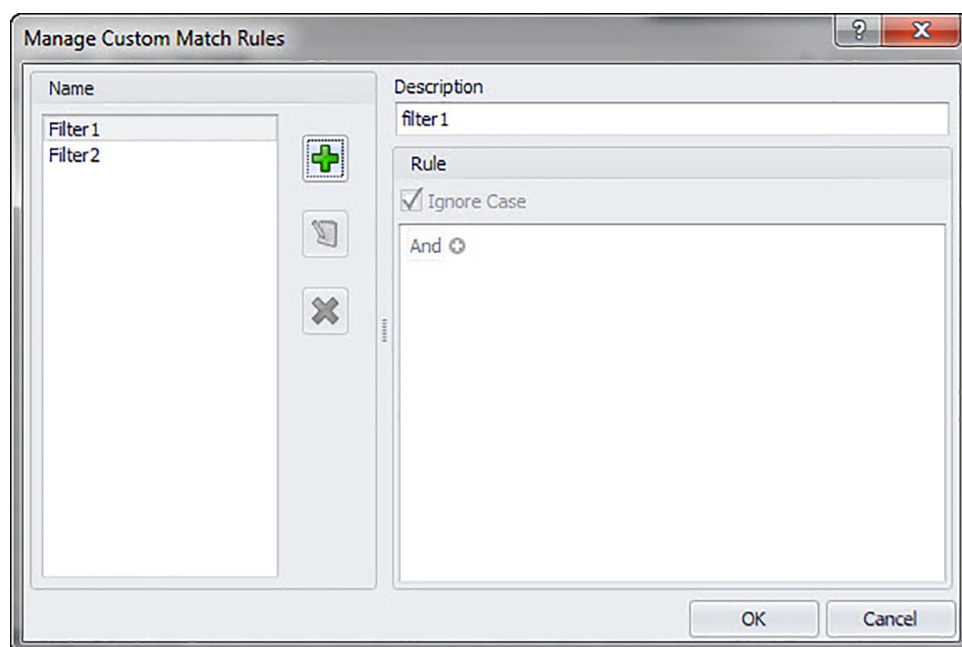 Manage Custom Match Rules
Name
Filter1
Filter2
Description
filter1
Rule
Ignore Case
And
OK
Cancel